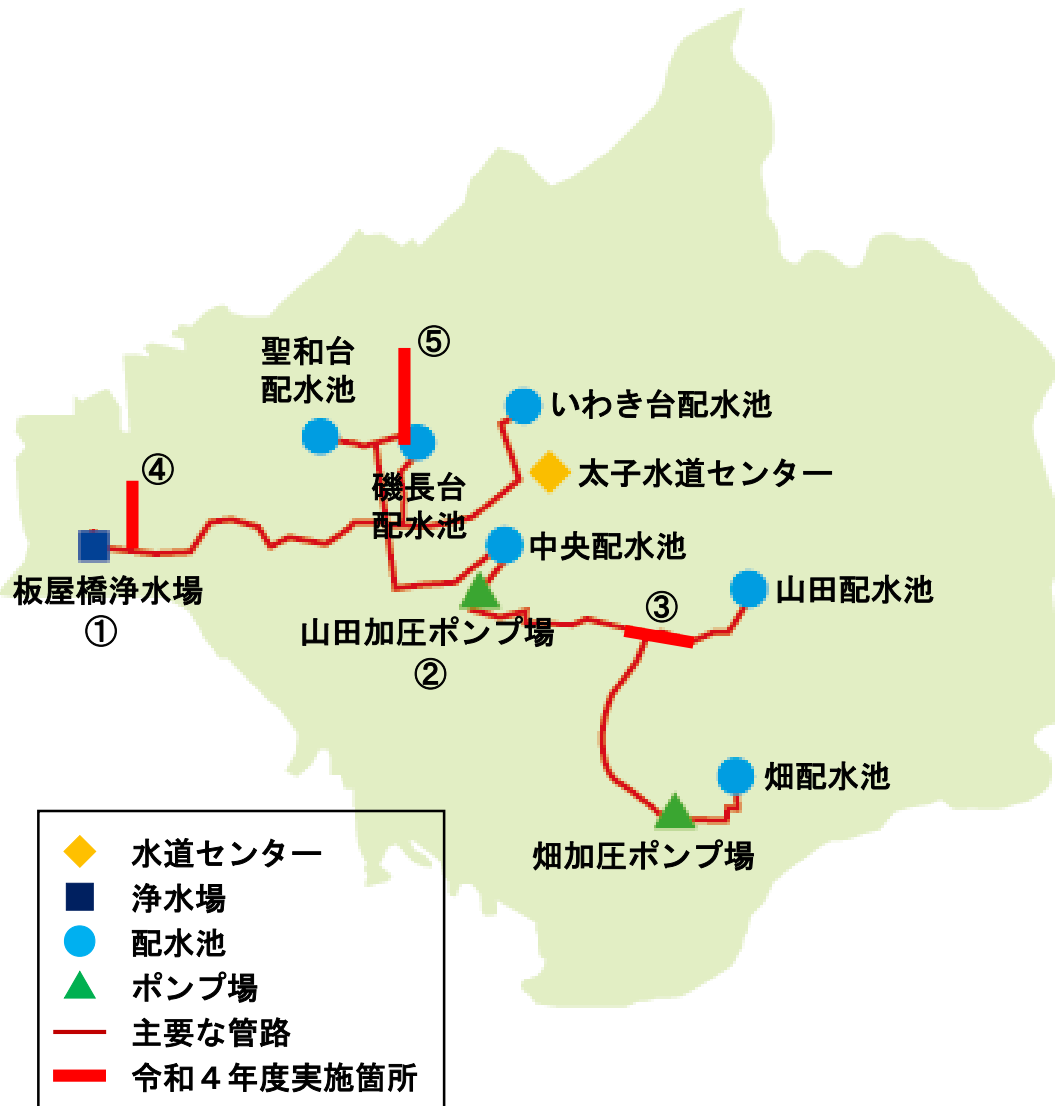 ⑤
聖和台
配水池
いわき台配水池
④
太子水道センター
磯長台
配水池
中央配水池
板屋橋浄水場
①
山田配水池
③
山田加圧ポンプ場
②
畑配水池
畑加圧ポンプ場
水道センター
浄水場
配水池
ポンプ場
主要な管路
令和４年度実施箇所